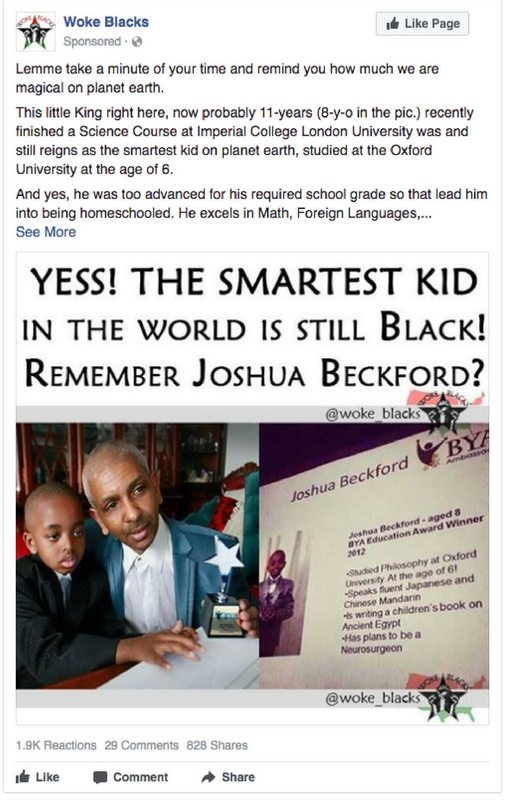 Woke Blacks
Like Page
Sponsored ·
Lemme take a minute of your time and remind you how much we are
magical on planet earth.
This little King right here, now probably 11-years (8-y-o in the pic.) recently
finished a Science Course at Imperial College London University was and
still reigns as the smartest kid on planet earth, studied at the Oxford
University at the age of 6.
And yes, he was too advanced for his required school grade so that lead him
into being homeschooled. He excels in Math, Foreign Languages,...
See More
YESS! THE SMARTEST KID
IN THE WORLD IS STILL BLACK!
REMEMBER JOSHUA BECKFORD?
@woke_blacks
WOKE BLACKS
BYA
Ambassa
Joshua Beckford
Joshua Beckford - aged 8
BYA Education Award Winner
2012
•Studied Philosophy at Oxford
University At the age of 6!
•Speaks fluent Japanese and
Chinese Mandarin
•Is writing a children's book on
Ancient Egypt
•Has plans to be a
Neurosurgeon
@woke_blacks
WOKE BLACKS
1.9K Reactions 29 Comments 828 Shares
Like Comment Share